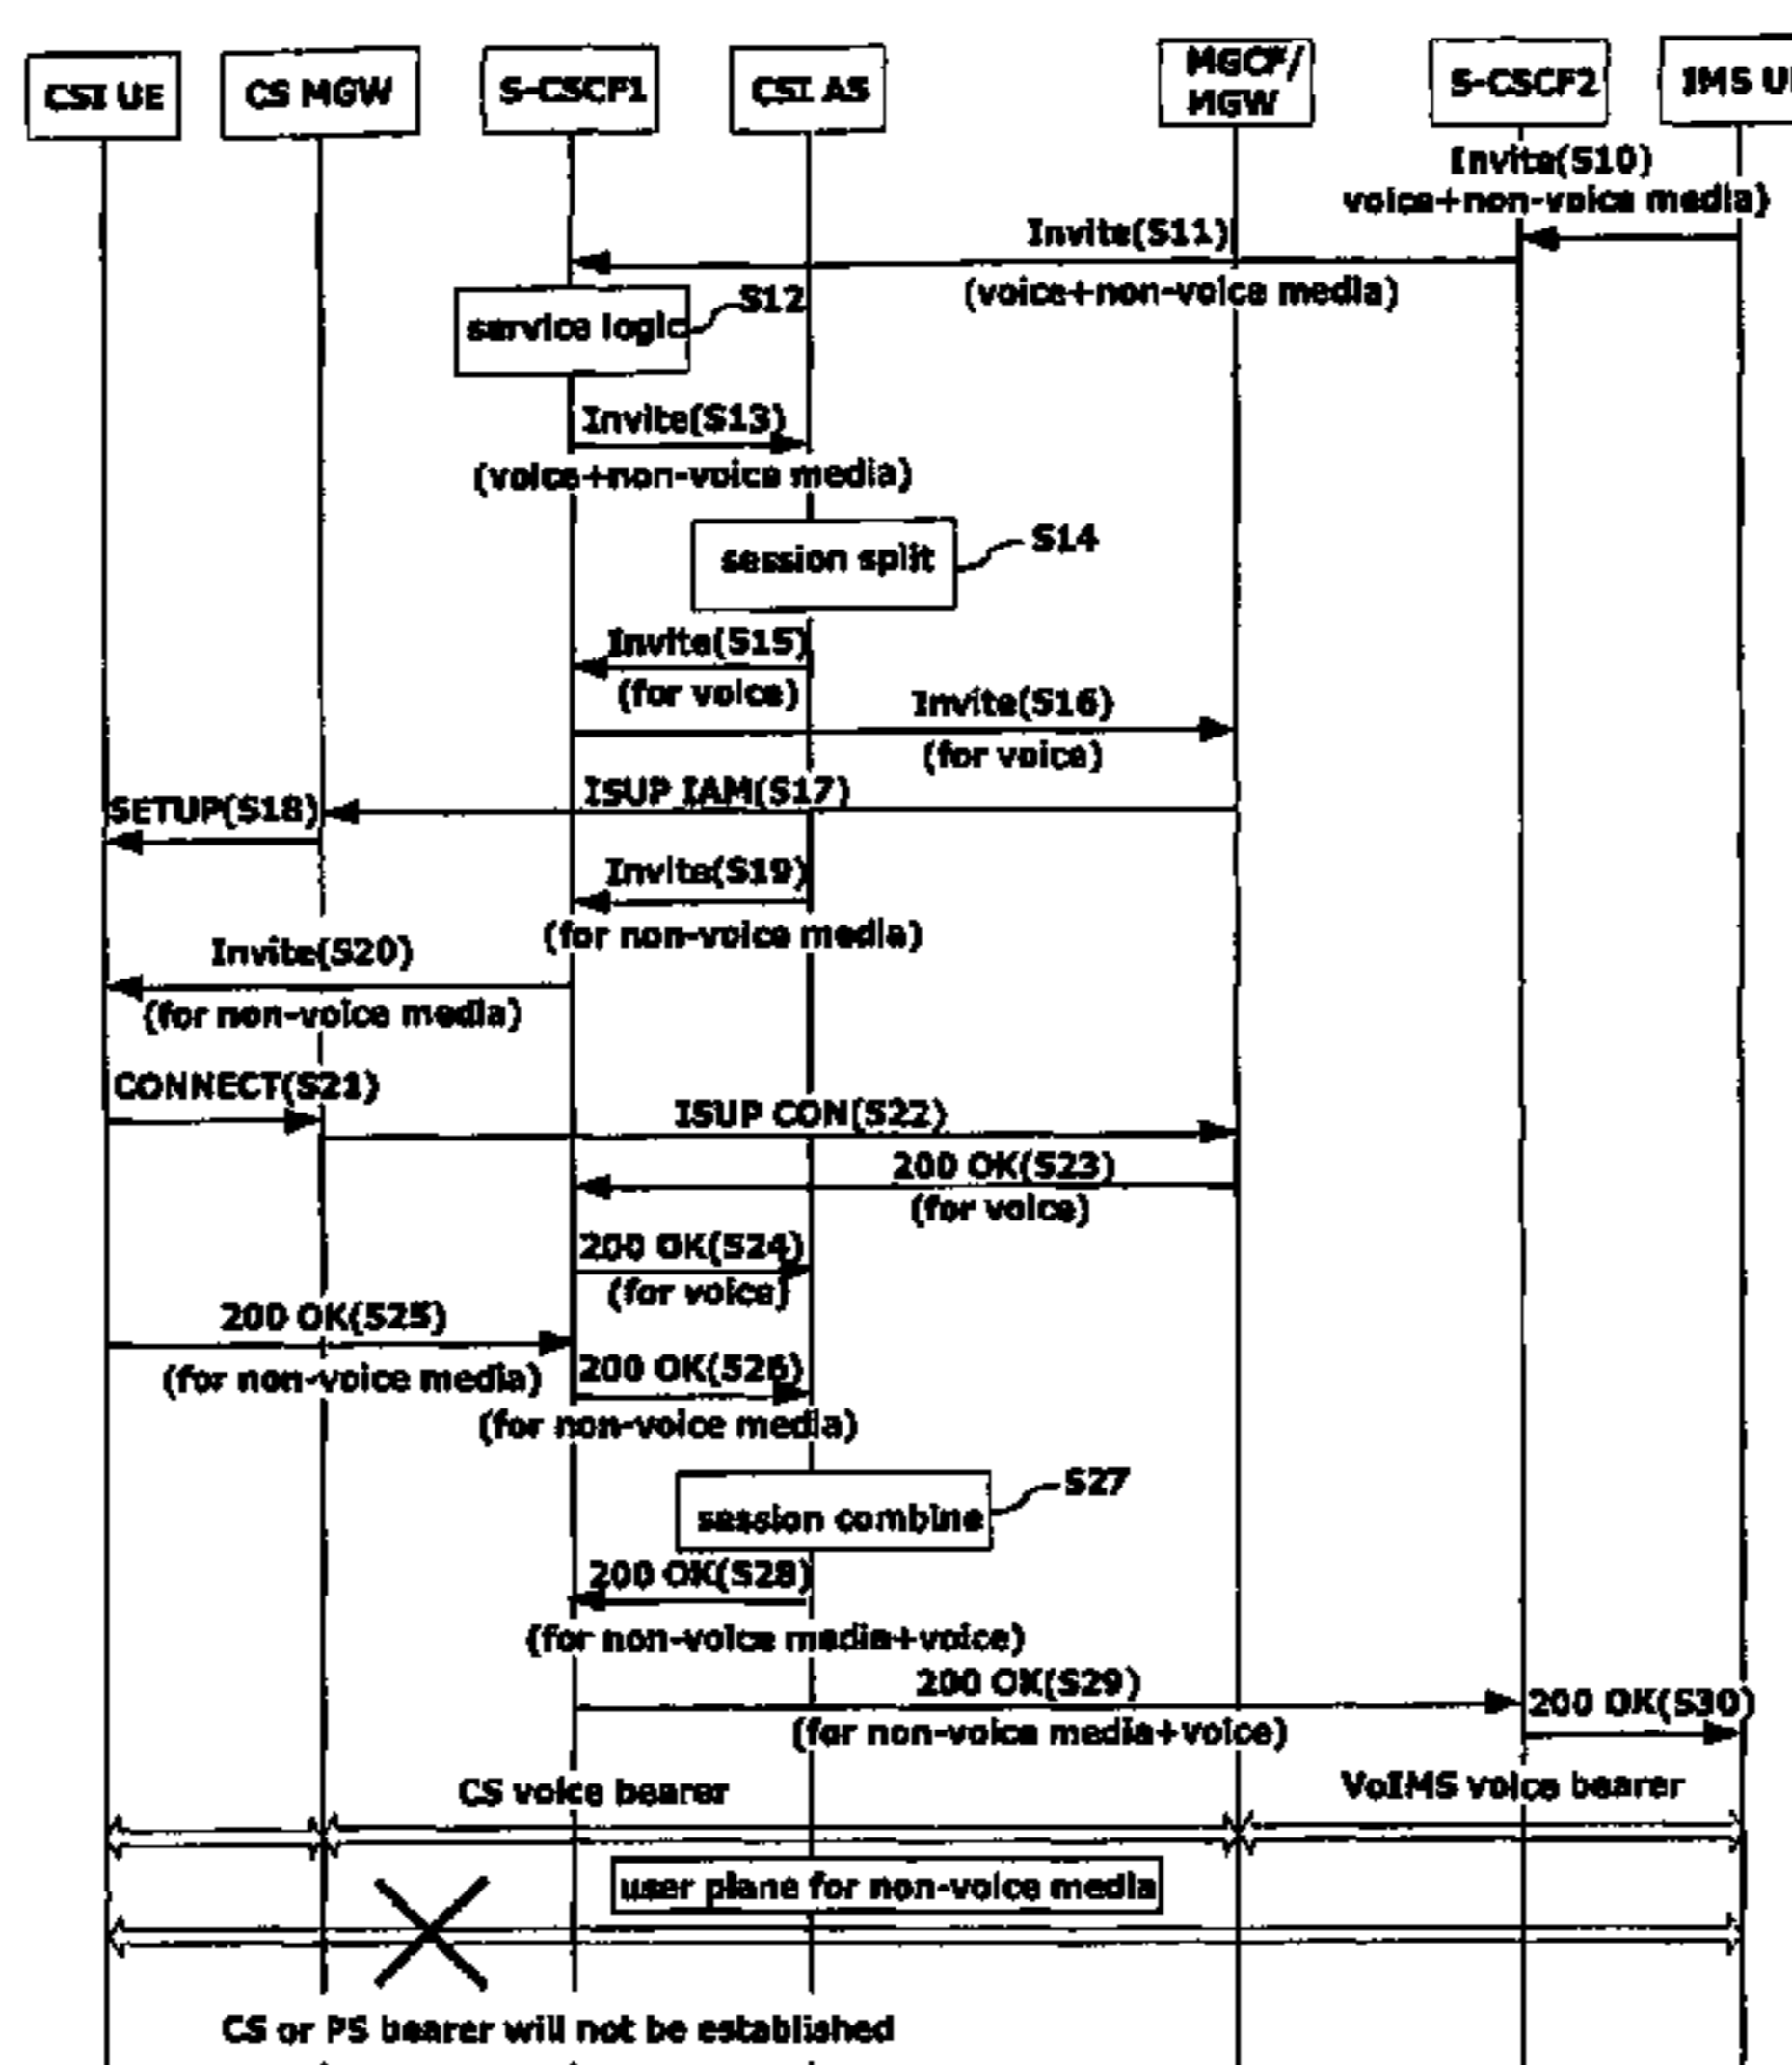 CSI UE
CS MGW
S-CSCF1
CSI AS
MGCF/
MGW
S-CSCF2
IMS U
Invite(S10)
voice+non-voice media)
Invite(S11)
(voice+non-voice media)
S12
service logic
Invite(S13)
(voice+non-voice media)
S14
session split
Invite(S15)
(for voice)
Invite(S16)
(for voice)
ISUP IAM(S17)
SETUP(S18)
Invite(S19)
(for non-voice media)
Invite(S20)
(for non-voice media)
CONNECT(S21)
ISUP CON(S22)
200 OK(S23)
(for voice)
200 OK(S24)
(for voice)
200 OK(S25)
(for non-voice media)
200 OK(S26)
(for non-voice media)
S27
session combine
200 OK(S28)
(for non-voice media+voice)
200 OK(S29)
(for non-voice media+voice)
200 OK(S30)
CS voice bearer
VoIMS voice bearer
user plane for non-voice media
CS or PS bearer will not be established